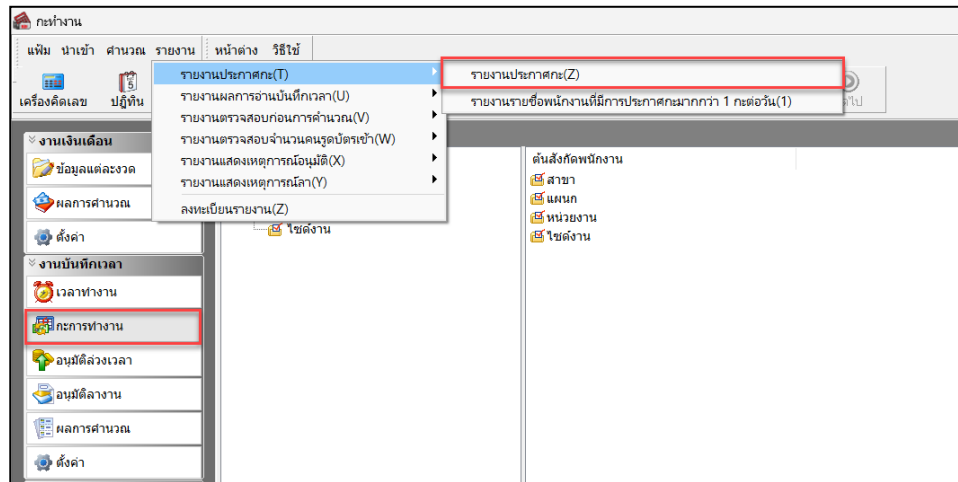 กะทำงาน
แฟ้ม นำเข้า คำนวณ รายงาน หน้าต่าง วิธีใช้
เครื่องคิดเลข ปฎิทิน
รายงานประกาศกะ(T)
รายงานผลการอ่านบันทึกเวลา(U)
รายงานตรวจสอบก่อนการคำนวณ(V)
รายงานตรวจสอบจำนวนคนรูดบัตรเข้า(W)
รายงานแสดงเหตุการณ์อนุมัติ(X)
รายงานแสดงเหตุการณ์ลา(Y)
ลงทะเบียนรายงาน(Z)
รายงานประกาศกะ(Z)
รายงานรายชื่อพนักงานที่มีการประกาศกะมากกว่า 1 กะต่อวัน(1)
งานเงินเดือน
ข้อมูลแต่ละงวด
ผลการคำนวณ
ตั้งค่า
งานบันทึกเวลา
เวลาทำงาน
กะการทำงาน
อนุมัติล่วงเวลา
อนุมัติลางาน
ผลการคำนวณ
ตั้งค่า
ไซด์งาน
ต้นสังกัดพนักงาน
สาขา
แผนก
หน่วยงาน
ไซด์งาน